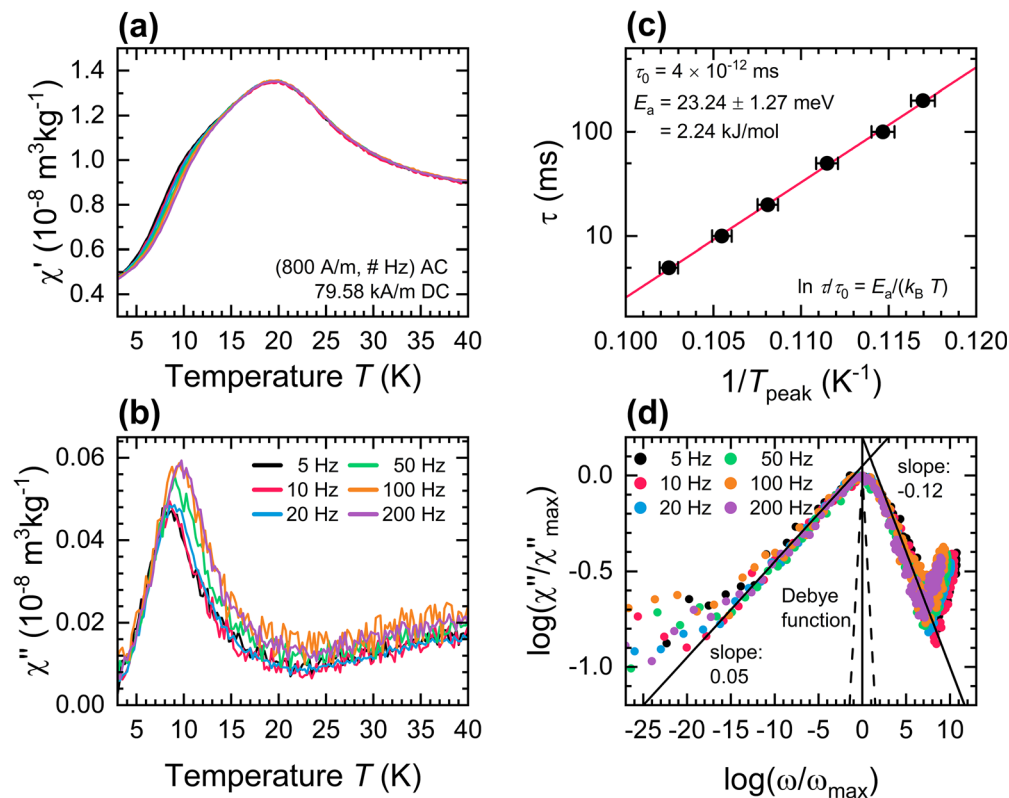 (a)
χ' (10⁻⁸ m³kg⁻¹)
1.4
1.2
1.0
0.8
0.6
0.4
(800 A/m, # Hz) AC
79.58 kA/m DC
5 10 15 20 25 30 35 40
Temperature T (K)
(c)
τ (ms)
100
10
τ₀ = 4 × 10⁻¹² ms
Eₐ = 23.24 ± 1.27 meV
= 2.24 kJ/mol
ln τ/τ₀ = Eₐ/(k_B T)
0.100 0.105 0.110 0.115 0.120
1/T_peak (K⁻¹)
(b)
χ'' (10⁻⁸ m³kg⁻¹)
0.06
0.04
0.02
0.00
5 Hz 50 Hz
10 Hz 100 Hz
20 Hz 200 Hz
5 10 15 20 25 30 35 40
Temperature T (K)
(d)
log(χ''/χ''_max)
0.0
-0.5
-1.0
5 Hz 50 Hz
10 Hz 100 Hz
20 Hz 200 Hz
slope:
-0.12
Debye
function
slope:
0.05
-25 -20 -15 -10 -5 0 5 10
log(ω/ω_max)